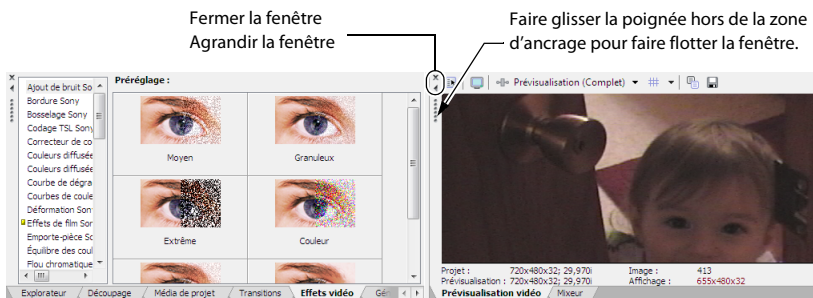 Fermer la fenêtre
Agrandir la fenêtre
Faire glisser la poignée hors de la zone
d’ancrage pour faire flotter la fenêtre.
Ajout de bruit So
Bordure Sony
Bosselage Sony
Codage TSL Sony
Correcteur de co
Couleurs diffusée
Couleurs diffusée
Courbe de dégra
Courbes de coule
Déformation Son
Effets de film Sor
Emporte-pièce Sc
Équilibre des coul
Flou chromatique
Préréglage :
Moyen
Granuleux
Extrême
Couleur
Explorateur
Découpage
Média de projet
Transitions
Effets vidéo
Prévisualisation (Complet)
Projet : 720x480x32; 29,970i Image : 413
Prévisualisation : 720x480x32; 29,970i Affichage : 655x480x32
Prévisualisation vidéo
Mixeur